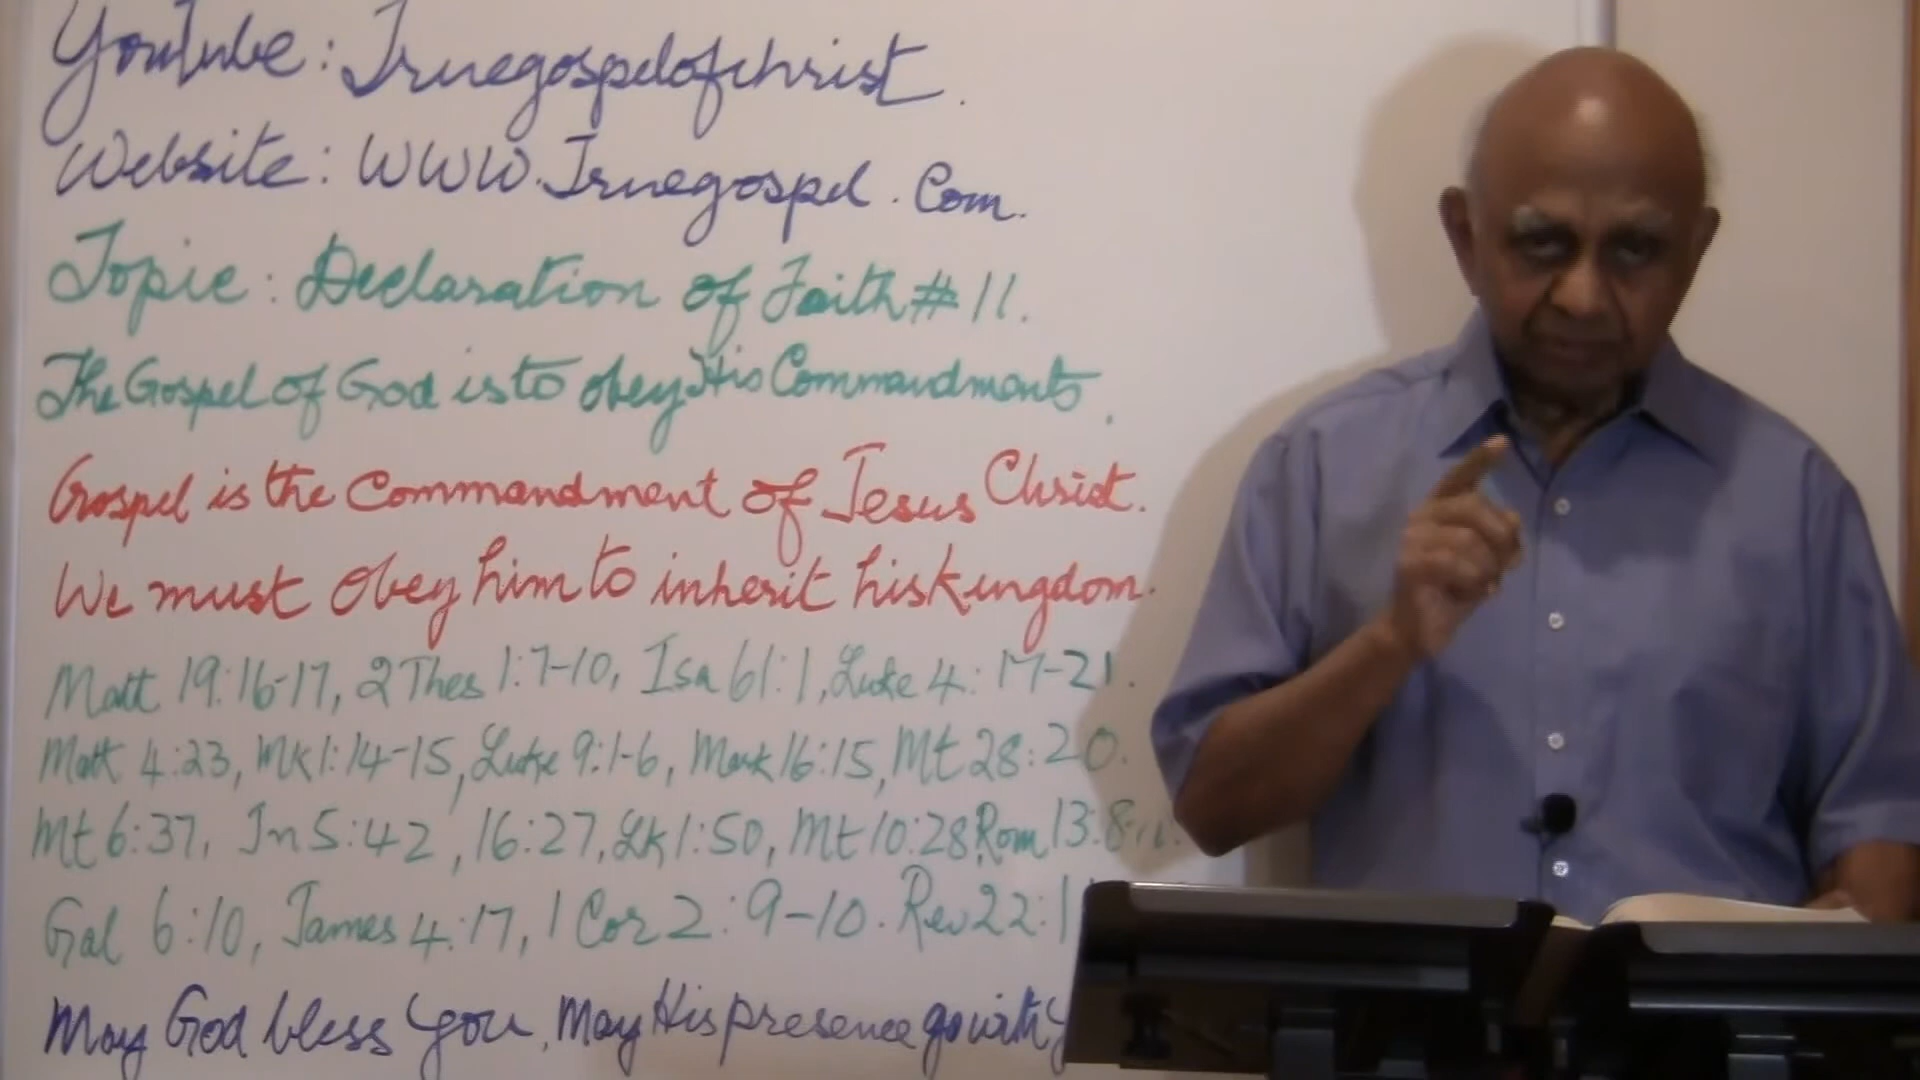 YouTube: Truegospelofchrist.
Website: WWW.Truegospel.Com.
Topic: Declaration of Faith # 11.
The Gospel of God is to obey His Commandments.
Gospel is the Commandment of Jesus Christ.
We must obey him to inherit his kingdom.
Matt 19:16-17, 2 Thes 1:7-10, Isa 61:1, Luke 4:17-21.
Matt 4:23, Mk 1:14-15, Luke 9:1-6, Mark 16:15, Mt 28:20.
Mt 6:37, Jn 5:42, 16:27, Lk 1:50, Mt 10:28, Rom 13:8
Gal 6:10, James 4:17, 1 Cor 2:9-10. Rev 22:1
May God bless you, May His presence go with